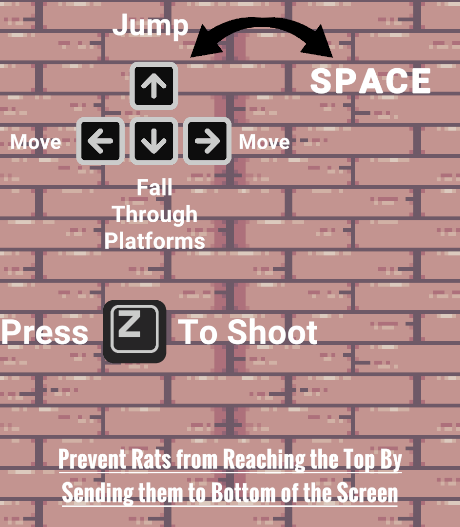 Jump
SPACE
Move
Move
Fall
Through
Platforms
Press Z To Shoot
Prevent Rats from Reaching the Top By
Sending them to Bottom of the Screen